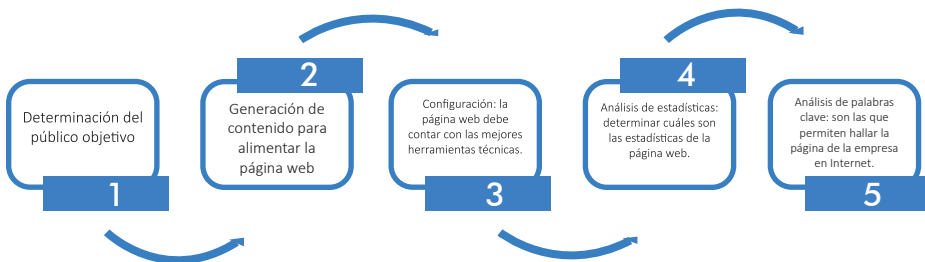 Determinación del
público objetivo
1
2
Generación de
contenido para
alimentar la
página web
Configuración: la
página web debe
contar con las mejores
herramientas técnicas.
3
4
Análisis de estadísticas:
determinar cuáles son
las estadísticas de la
página web.
Análisis de palabras
clave: son las que
permiten hallar la
página de la empresa
en Internet.
5